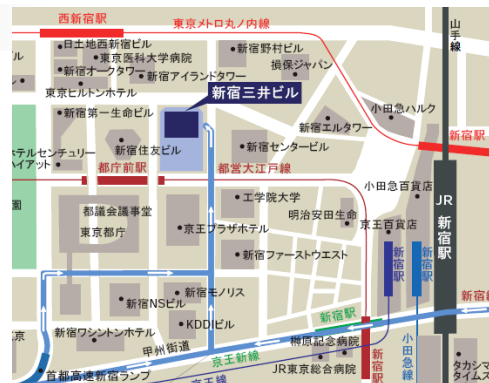 西新宿駅
東京メトロ丸ノ内線
山手線
日土地西新宿ビル
東京医科大学病院
新宿オークタワー
新宿アイランドタワー
東京ヒルトンホテル
新宿野村ビル
損保ジャパン
新宿三井ビル
小田急ハルク
新宿第一生命ビル
新宿エルタワー
新宿駅
ホテルセンチュリー
ハイアット
新宿住友ビル
新宿センタービル
都庁前駅
都営大江戸線
小田急百貨店
JR 新宿駅
園
都議会議事堂
東京都庁
工学院大学
明治安田生命
京王百貨店
京王プラザホテル
新宿ファーストウエスト
新宿駅
新宿駅
新宿モノリス
新宿NSビル
新宿駅
新宿
KDDIビル
京
新宿ワシントンホテル
甲州街道
京王新線
榊原記念病院
JR東京総合病院
新宿駅
小田急線
首都高速新宿ランプ
京王線
タカシマ
タイムズ